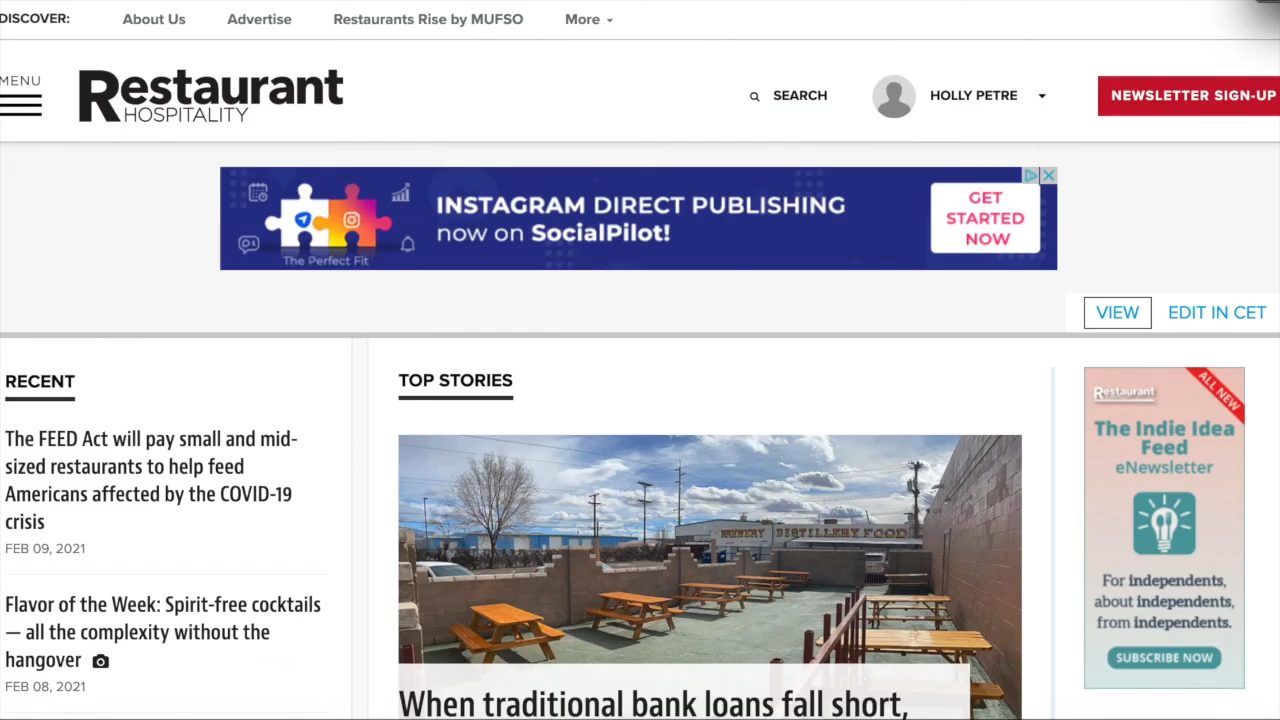 DISCOVER:
About Us
Advertise
Restaurants Rise by MUFSO
More
MENU
Restaurant
HOSPITALITY
SEARCH
HOLLY PETRE
NEWSLETTER SIGN-UP
INSTAGRAM DIRECT PUBLISHING
now on SocialPilot!
The Perfect Fit
GET
STARTED
NOW
VIEW
EDIT IN CET
RECENT
The FEED Act will pay small and mid-
sized restaurants to help feed
Americans affected by the COVID-19
crisis
FEB 09, 2021
Flavor of the Week: Spirit-free cocktails
— all the complexity without the
hangover
FEB 08, 2021
TOP STORIES
BREWERY DISTILLERY FOOD
When traditional bank loans fall short,
Restaurant
ALL NEW
The Indie Idea
Feed
eNewsletter
For independents,
about independents,
from independents.
SUBSCRIBE NOW